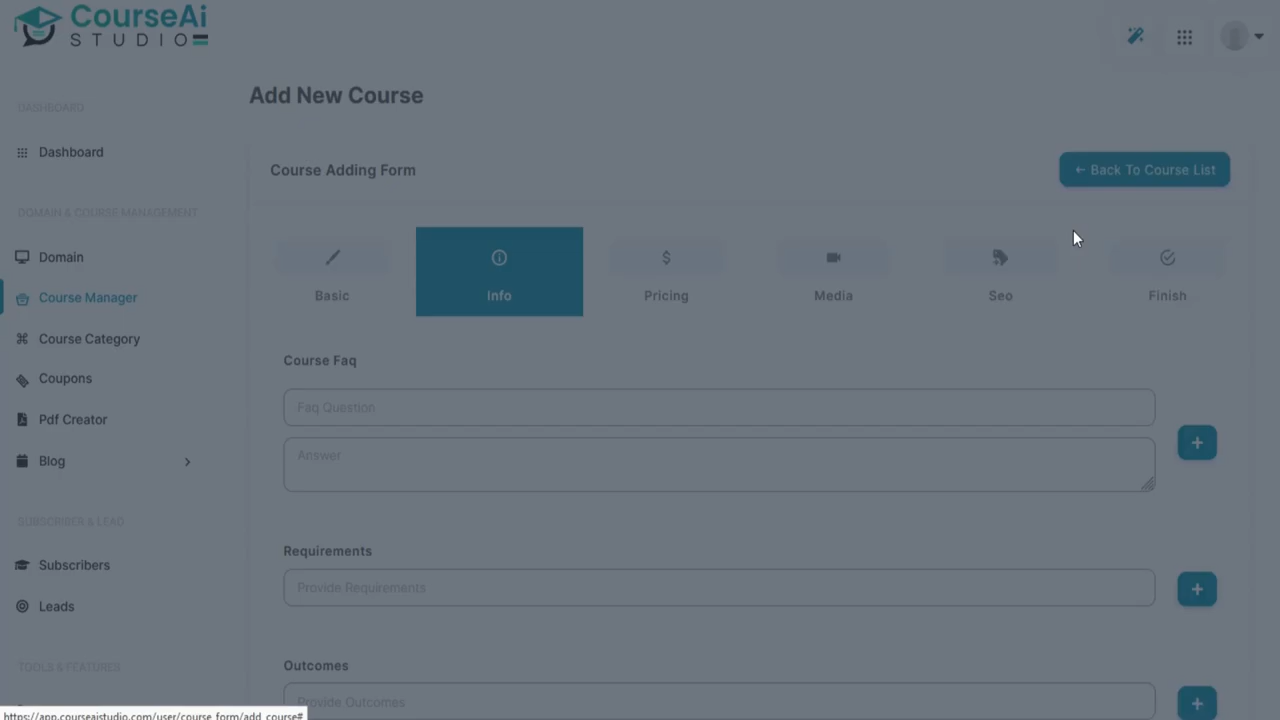 CourseAi
STUDIO
Add New Course
DASHBOARD
Dashboard
Course Adding Form
← Back To Course List
DOMAIN & COURSE MANAGEMENT
Domain
Course Manager
Course Category
Coupons
Pdf Creator
Blog
SUBSCRIBER & LEAD
Subscribers
Leads
TOOLS & FEATURES
Basic
Info
$
Pricing
Media
Seo
Finish
Course Faq
Faq Question
Answer
+
Requirements
Provide Requirements
+
Outcomes
Provide Outcomes
+
https://app.courseaistudio.com/user/course_form/add_course#